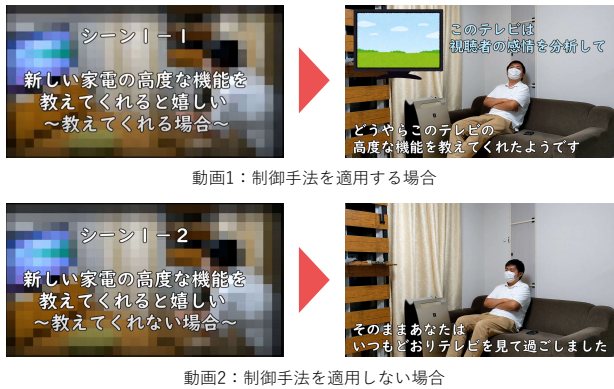 シーン1-1
新しい家電の高度な機能を
教えてくれると嬉しい
～教えてくれる場合～
このテレビは
視聴者の感情を分析して
どうやらこのテレビの
高度な機能を教えてくれたようです
動画1：制御手法を適用する場合
シーン1-2
新しい家電の高度な機能を
教えてくれると嬉しい
～教えてくれない場合～
そのままあなたは
いつもどおりテレビを見て過ごしました
動画2：制御手法を適用しない場合